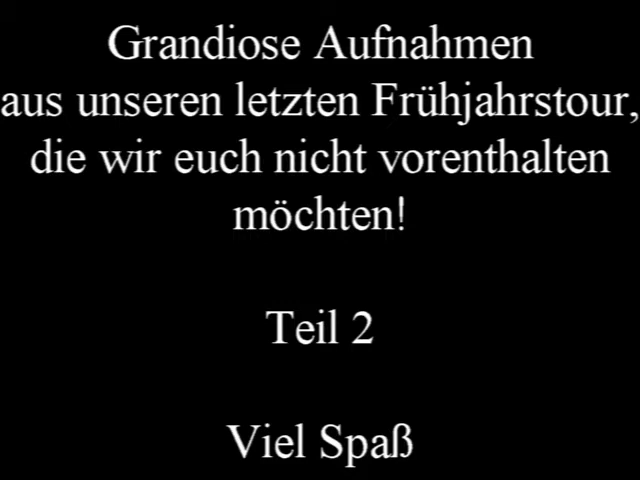 Grandiose Aufnahmen
aus unseren letzten Frühjahrstour,
die wir euch nicht vorenthalten
möchten!
Teil 2
Viel Spaß